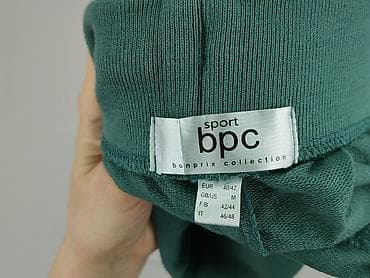 sport
bpc
bonprix collection
EUR 40/42
GB/US M
F/B 42/44
IT 46/48